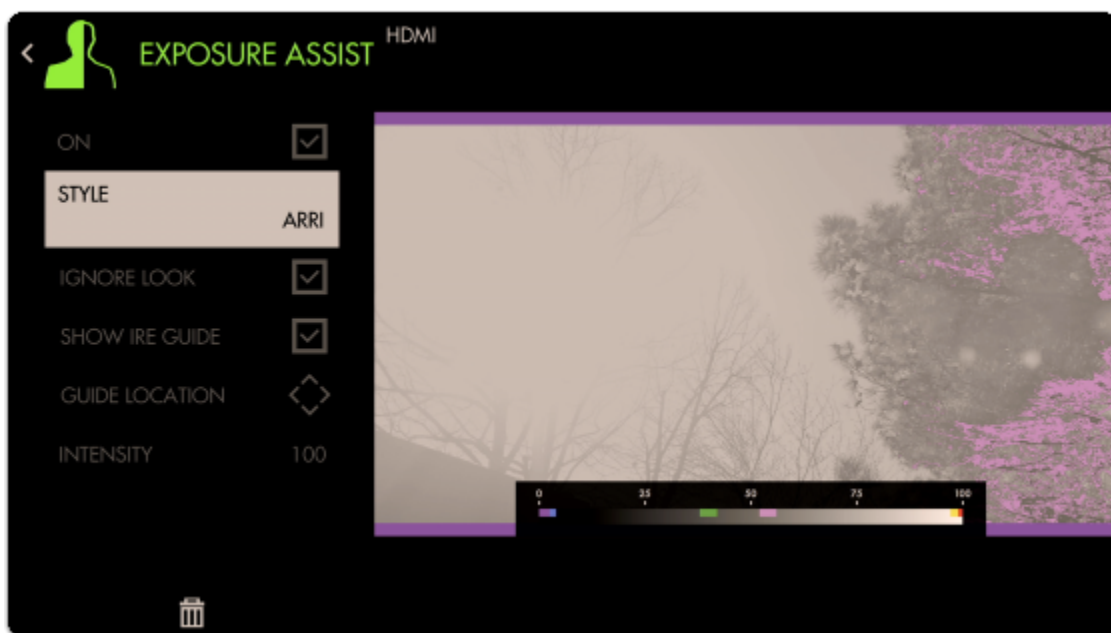 EXPOSURE ASSIST
HDMI
ON
STYLE
ARRI
IGNORE LOOK
SHOW IRE GUIDE
GUIDE LOCATION
INTENSITY 100
0 25 50 75 100